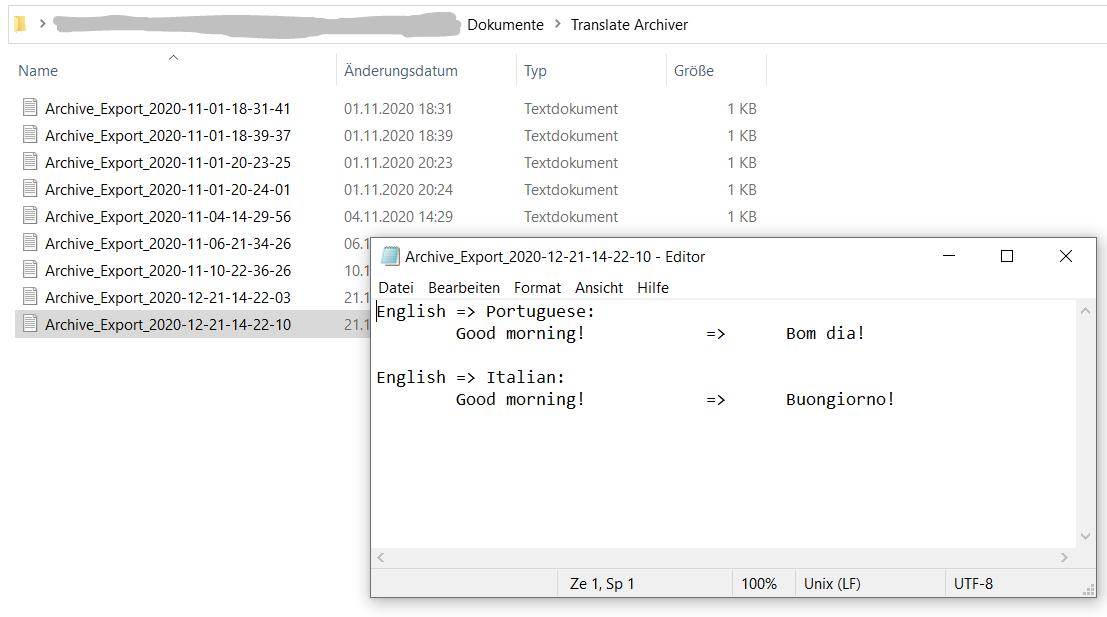 Dokumente > Translate Archiver
Name Änderungsdatum Typ Größe
Archive_Export_2020-11-01-18-31-41 01.11.2020 18:31 Textdokument 1 KB
Archive_Export_2020-11-01-18-39-37 01.11.2020 18:39 Textdokument 1 KB
Archive_Export_2020-11-01-20-23-25 01.11.2020 20:23 Textdokument 1 KB
Archive_Export_2020-11-01-20-24-01 01.11.2020 20:24 Textdokument 1 KB
Archive_Export_2020-11-04-14-29-56 04.11.2020 14:29 Textdokument 1 KB
Archive_Export_2020-11-06-21-34-26 06.1
Archive_Export_2020-11-10-22-36-26 10.1
Archive_Export_2020-12-21-14-22-03 21.1
Archive_Export_2020-12-21-14-22-10 21.1
Archive_Export_2020-12-21-14-22-10 - Editor
Datei Bearbeiten Format Ansicht Hilfe
English => Portuguese:
Good morning! => Bom dia!
English => Italian:
Good morning! => Buongiorno!
Ze 1, Sp 1 100% Unix (LF) UTF-8